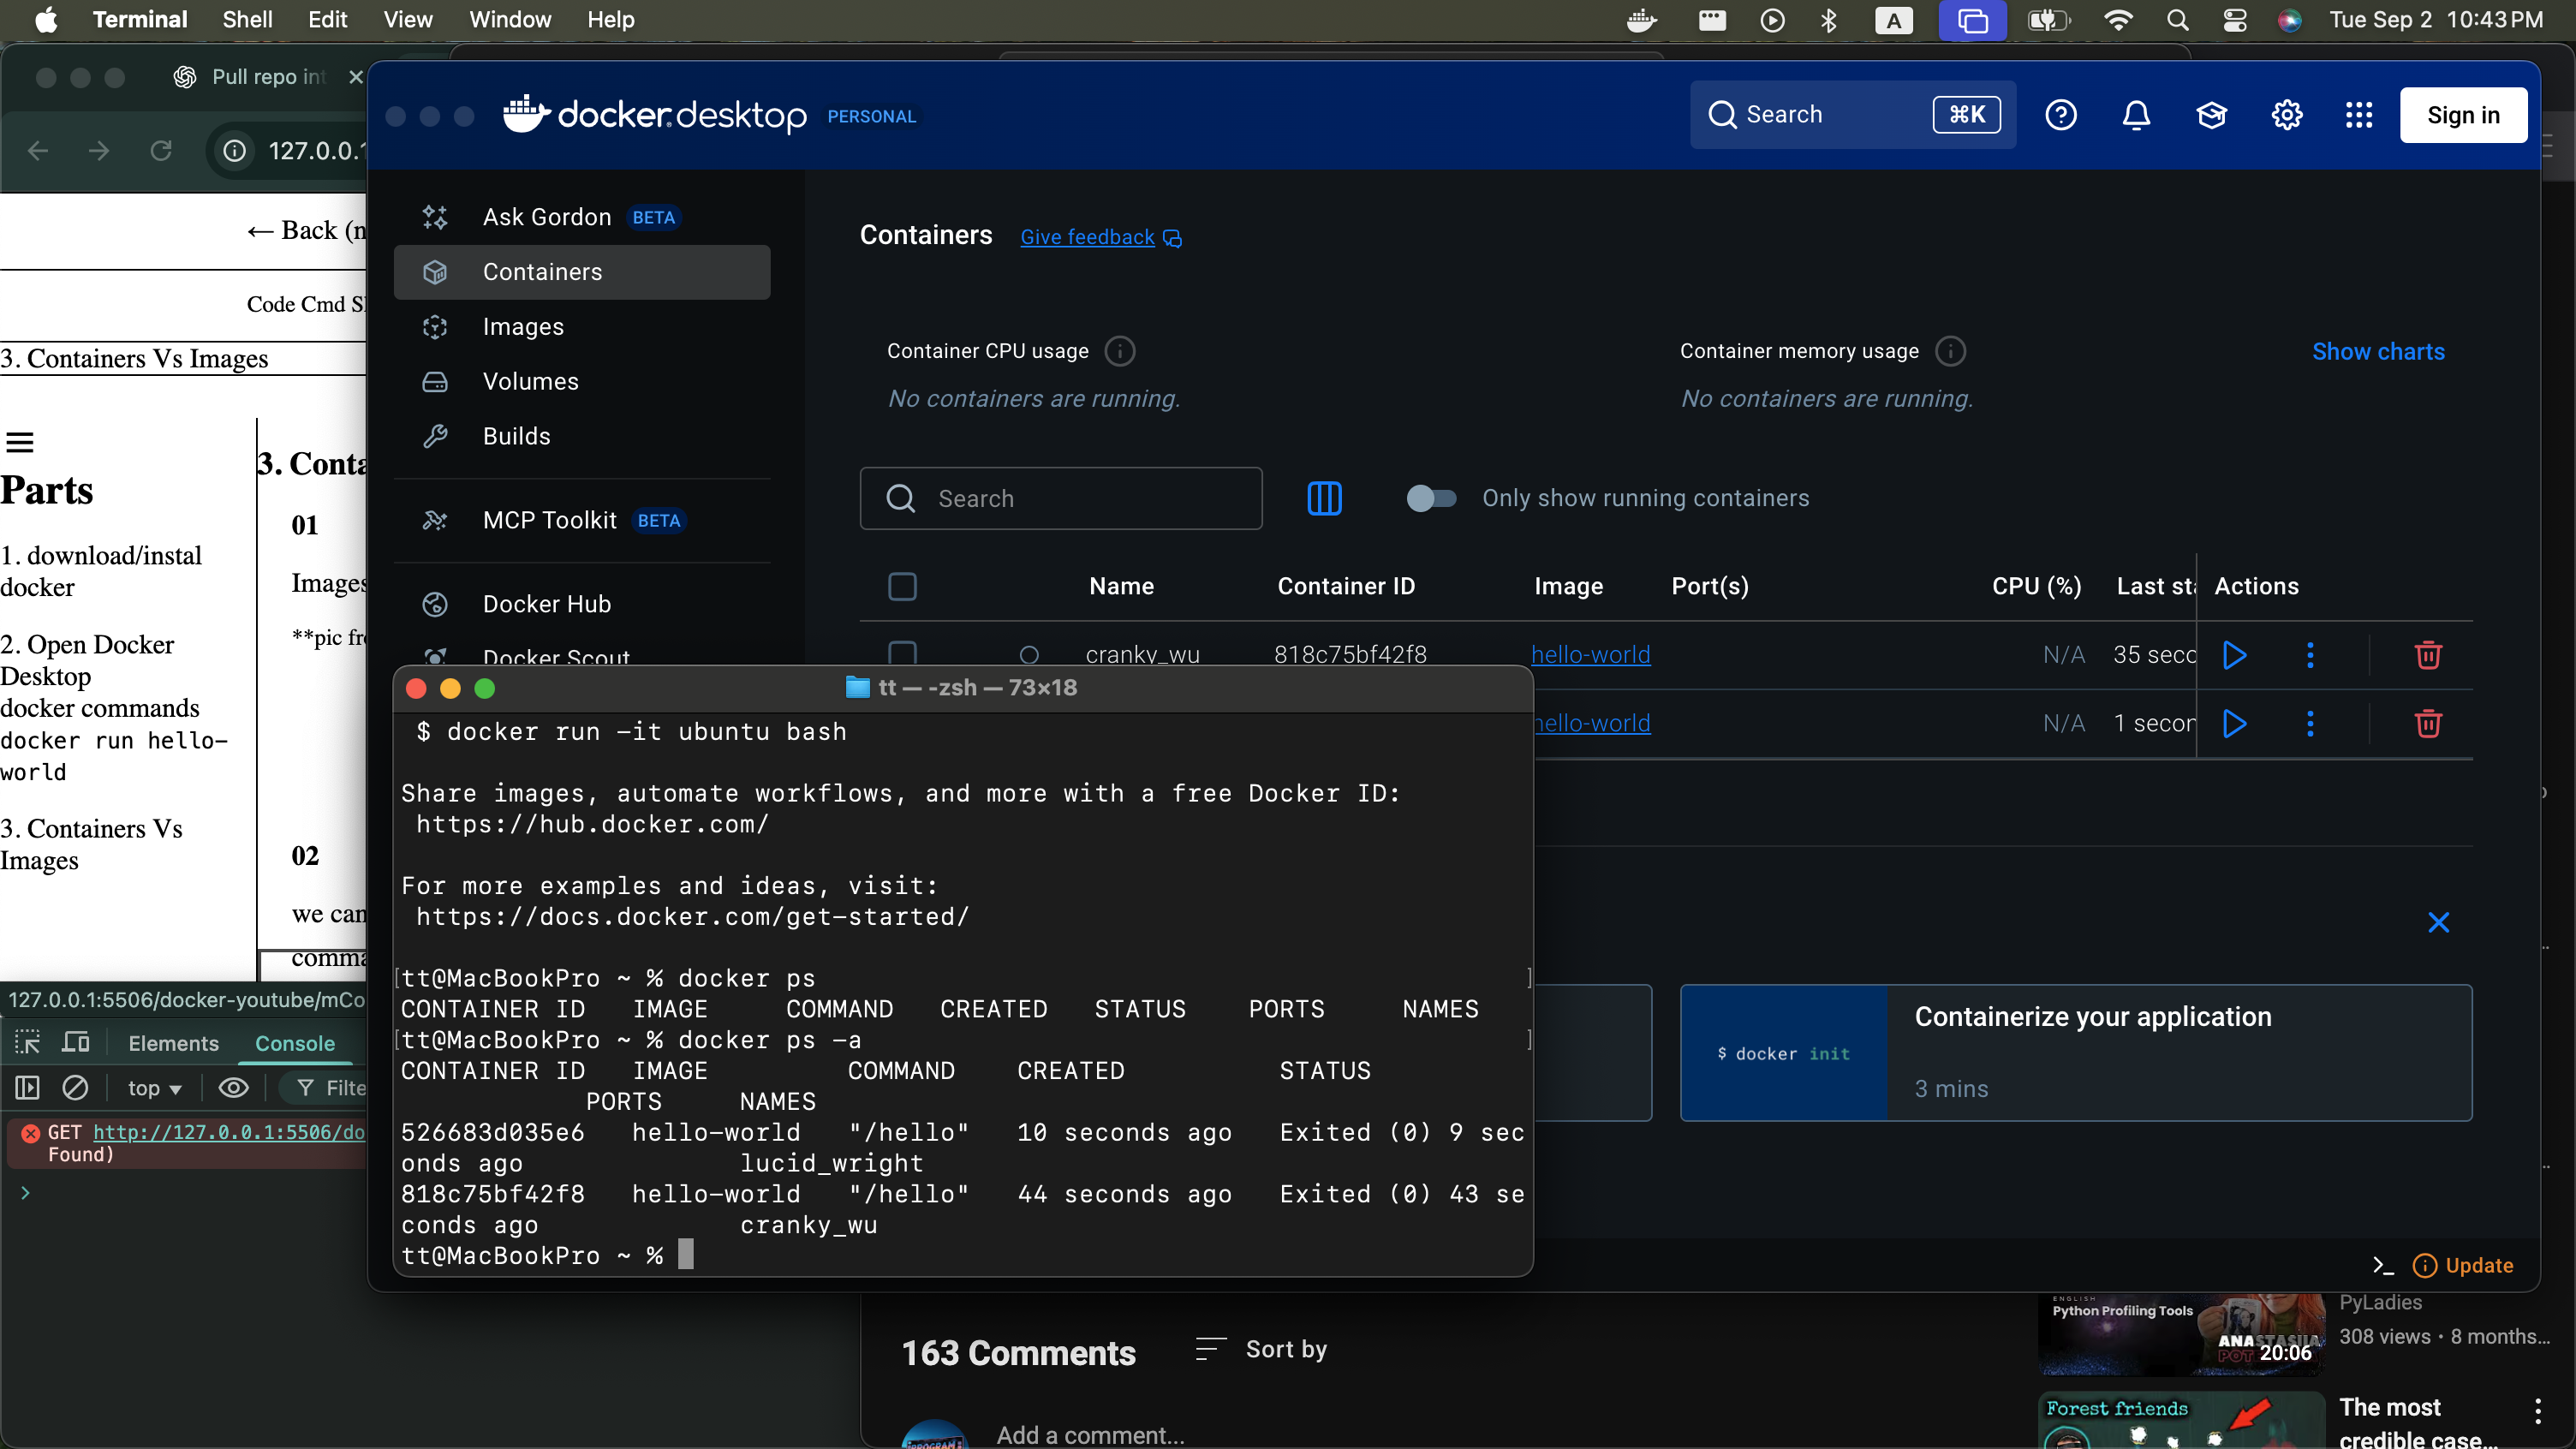 Terminal Shell Edit View Window Help
A
Tue Sep 2 10:43 PM
Pull repo int
127.0.0.1
← Back (n
Code Cmd S
3. Containers Vs Images
Parts
1. download/instal
docker
2. Open Docker
Desktop
docker commands
docker run hello-
world
3. Containers Vs
Images
3. Conta
01
Images
**pic fr
02
we can
comma
127.0.0.1:5506/docker-youtube/mCo
Elements Console
top
Filte
GET http://127.0.0.1:5506/do
Found)
docker desktop PERSONAL
Search ⌘K
Sign in
Ask Gordon BETA
Containers
Images
Volumes
Builds
MCP Toolkit BETA
Docker Hub
Docker Scout
Containers Give feedback
Container CPU usage
No containers are running.
Container memory usage
No containers are running.
Show charts
Search
Only show running containers
Name Container ID Image Port(s) CPU (%) Last sta Actions
cranky_wu 818c75bf42f8 hello-world N/A 35 seco
hello-world N/A 1 secon
Containerize your application
$ docker init
3 mins
>_ Update
tt — -zsh — 73×18
$ docker run -it ubuntu bash
Share images, automate workflows, and more with a free Docker ID:
https://hub.docker.com/
For more examples and ideas, visit:
https://docs.docker.com/get-started/
[tt@MacBookPro ~ % docker ps ]
CONTAINER ID IMAGE COMMAND CREATED STATUS PORTS NAMES
[tt@MacBookPro ~ % docker ps -a ]
CONTAINER ID IMAGE COMMAND CREATED STATUS
PORTS NAMES
526683d035e6 hello-world "/hello" 10 seconds ago Exited (0) 9 sec
onds ago lucid_wright
818c75bf42f8 hello-world "/hello" 44 seconds ago Exited (0) 43 se
conds ago cranky_wu
tt@MacBookPro ~ %
163 Comments
Sort by
Add a comment...
ENGLISH
Python Profiling Tools
ANASTASIIA
POT
20:06
PyLadies
308 views • 8 months...
Forest friends
The most
credible case...